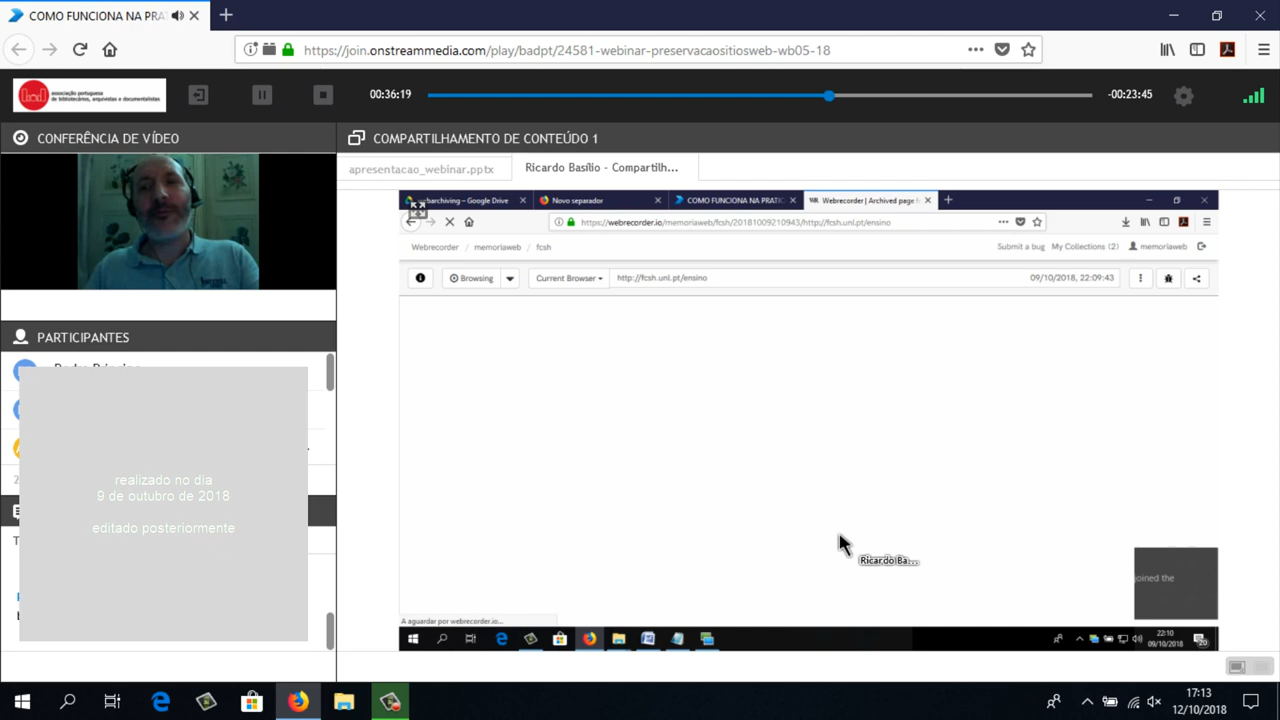 COMO FUNCIONA NA PRA
https://join.onstreammedia.com/play/badpt/24581-webinar-preservacaositiosweb-wb05-18
associação portuguesa
de bibliotecários, arquivistas e documentalistas
00:36:19
-00:23:45
CONFERÊNCIA DE VÍDEO
COMPARTILHAMENTO DE CONTEÚDO 1
apresentacao_webinar.pptx
Ricardo Basílio - Compartilh...
webarchiving – Google Drive
Novo separador
COMO FUNCIONA NA PRATIC
Webrecorder | Archived page f
https://webrecorder.io/memoriaweb/fcsh/20181009210943/http://fcsh.unl.pt/ensino
Webrecorder / memoriaweb / fcsh
Submit a bug
My Collections (2)
memoriaweb
Browsing
Current Browser
http://fcsh.unl.pt/ensino
09/10/2018, 22:09:43
PARTICIPANTES
realizado no dia
9 de outubro de 2018
editado posteriormente
Ricardo Ba...
joined the
A aguardar por webrecorder.io...
22:10
09/10/2018
20
17:13
12/10/2018